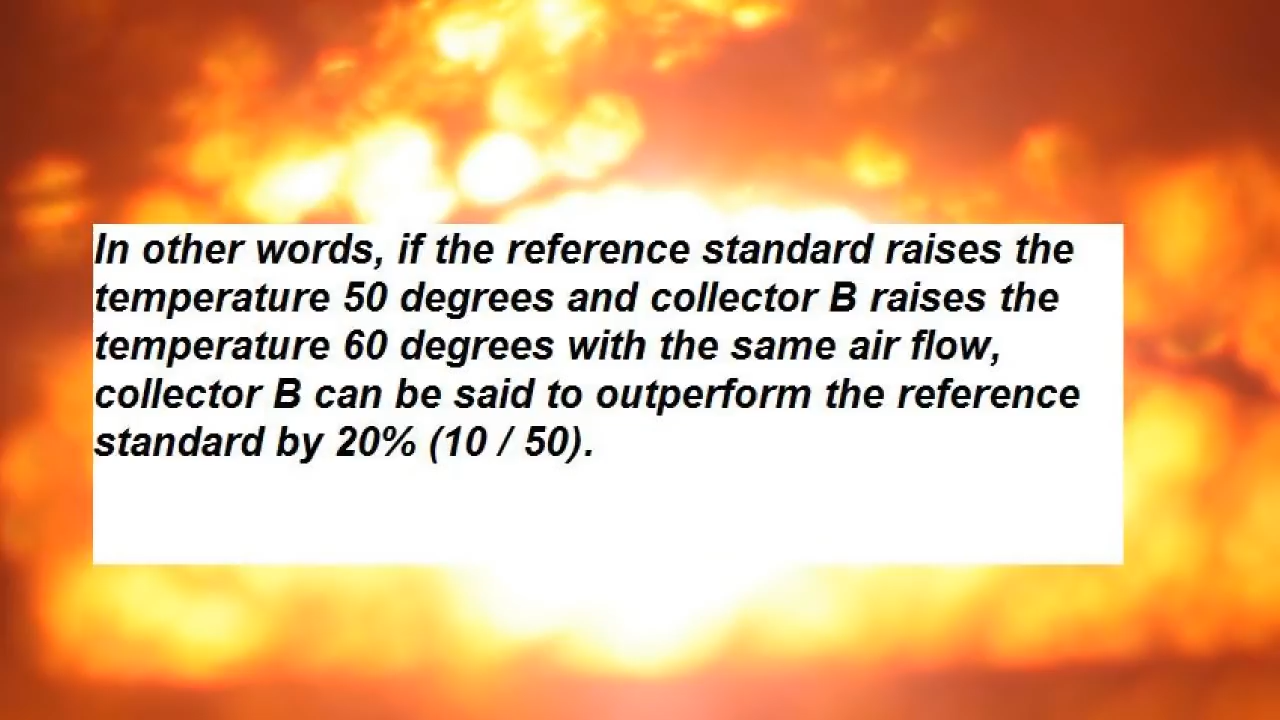 In other words, if the reference standard raises the
temperature 50 degrees and collector B raises the
temperature 60 degrees with the same air flow,
collector B can be said to outperform the reference
standard by 20% (10 / 50).